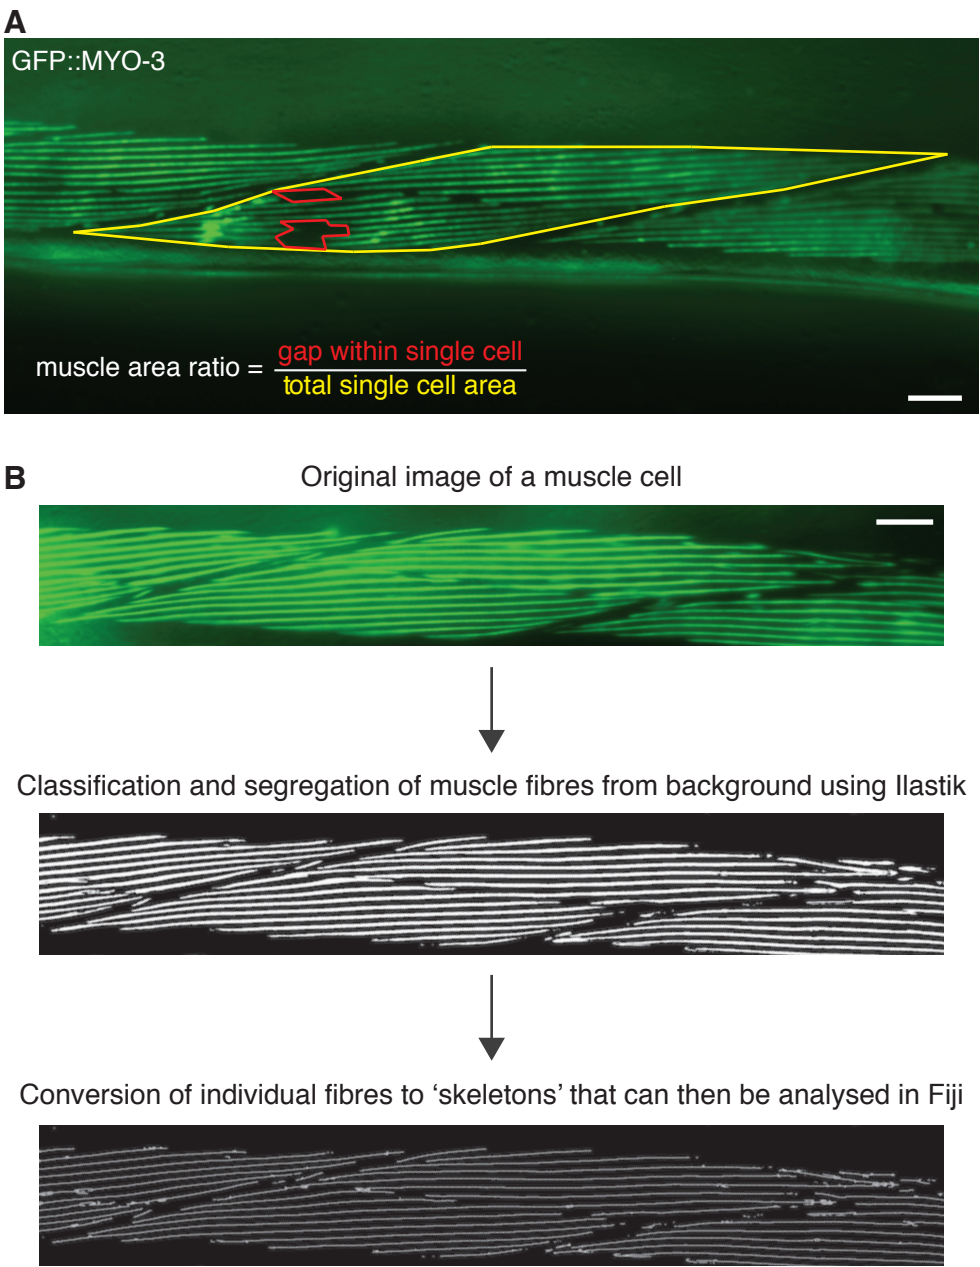 A
GFP::MYO-3
muscle area ratio = gap within single cell
total single cell area
B
Original image of a muscle cell
Classification and segregation of muscle fibres from background using Ilastik
Conversion of individual fibres to ‘skeletons’ that can then be analysed in Fiji